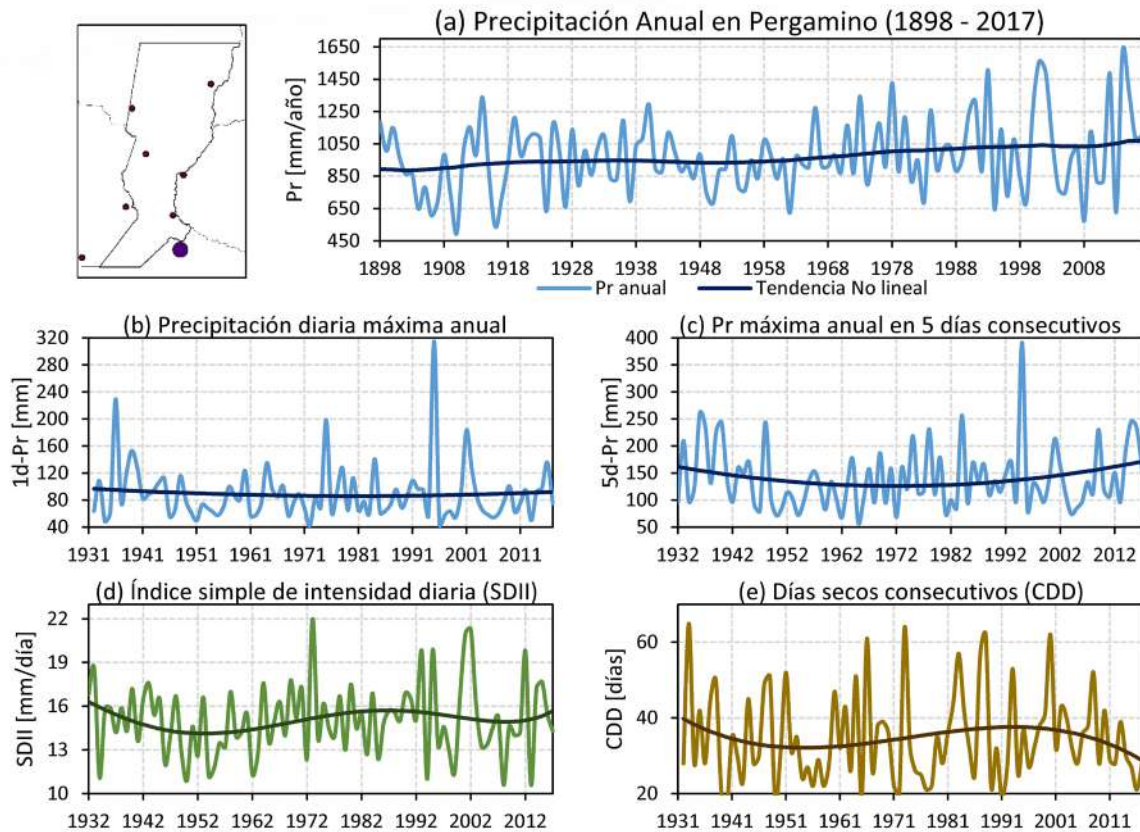 (a) Precipitación Anual en Pergamino (1898 - 2017)
Pr [mm/año]
1650
1450
1250
1050
850
650
450
1898 1908 1918 1928 1938 1948 1958 1968 1978 1988 1998 2008
Pr anual Tendencia No lineal
(b) Precipitación diaria máxima anual
1d-Pr [mm]
320
280
240
200
160
120
80
40
1931 1941 1951 1961 1971 1981 1991 2001 2011
(c) Pr máxima anual en 5 días consecutivos
5d-Pr [mm]
400
350
300
250
200
150
100
50
1932 1942 1952 1962 1972 1982 1992 2002 2012
(d) Índice simple de intensidad diaria (SDII)
SDII [mm/día]
22
19
16
13
10
1932 1942 1952 1962 1972 1982 1992 2002 2012
(e) Días secos consecutivos (CDD)
CDD [días]
60
40
20
1931 1941 1951 1961 1971 1981 1991 2001 2011